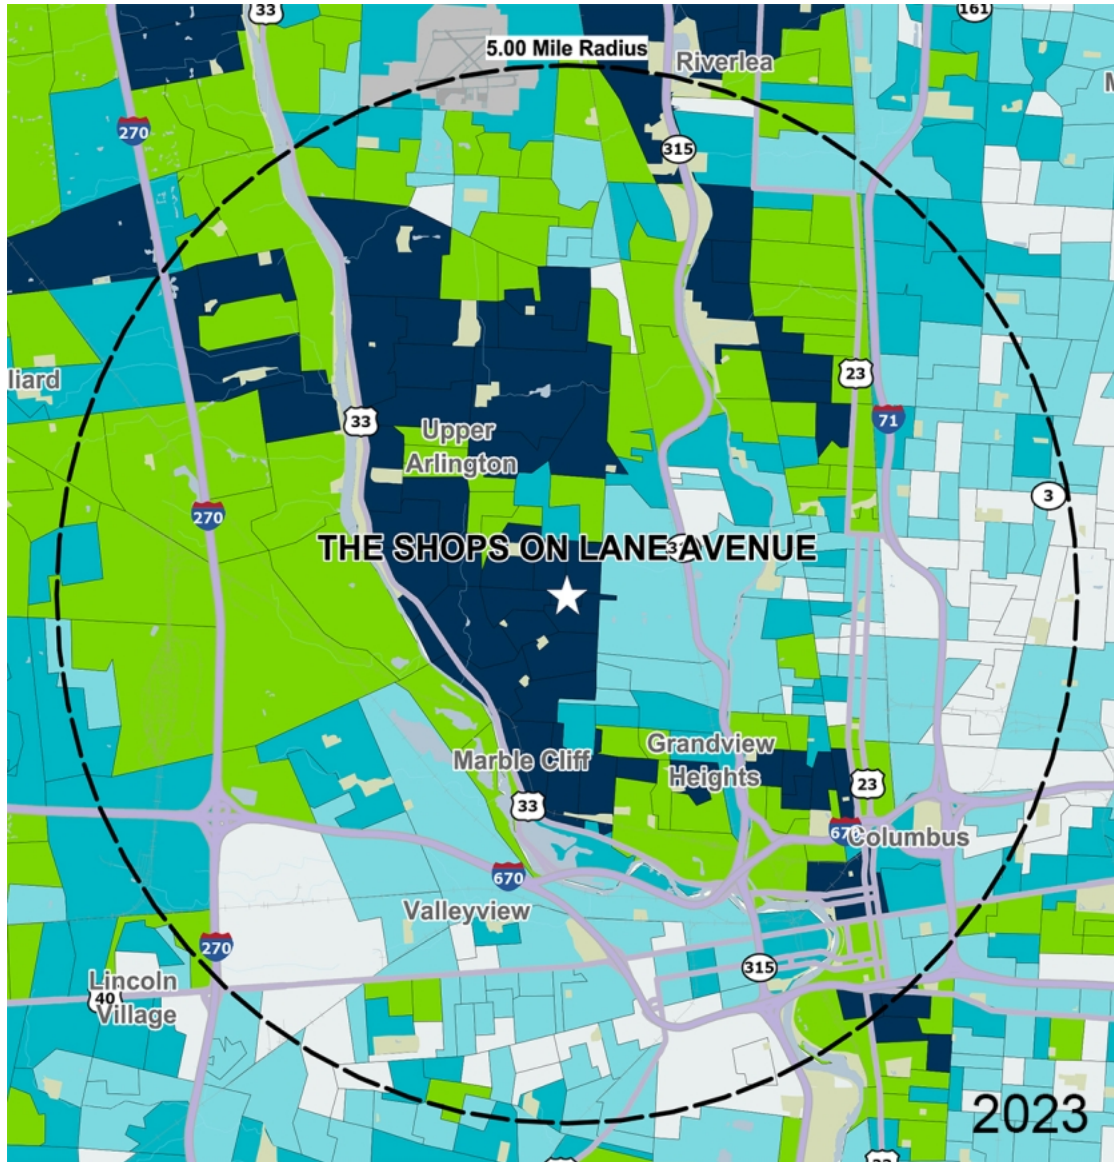 33
161
5.00 Mile Radius
Riverlea
270
315
23
lliard
33
71
Upper
Arlington
3
270
THE SHOPS ON LANE AVENUE
Grandview
Heights
Marble Cliff
23
33
670
Columbus
670
Valleyview
270
315
Lincoln
Village
40
2023